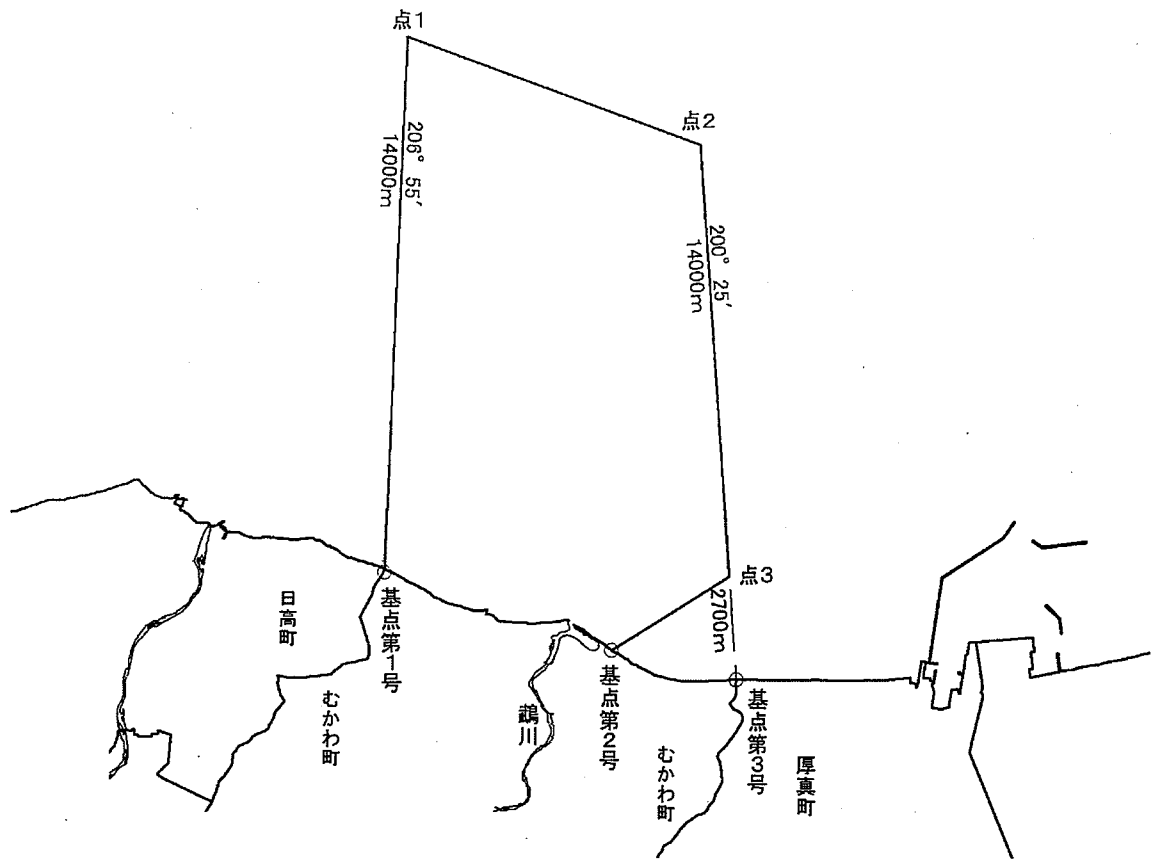 点1
点2
206° 55′
14000m
200° 25′
14000m
点3
2700m
基点第1号
基点第2号
基点第3号
日高町
むかわ町
鵡川
むかわ町
厚真町